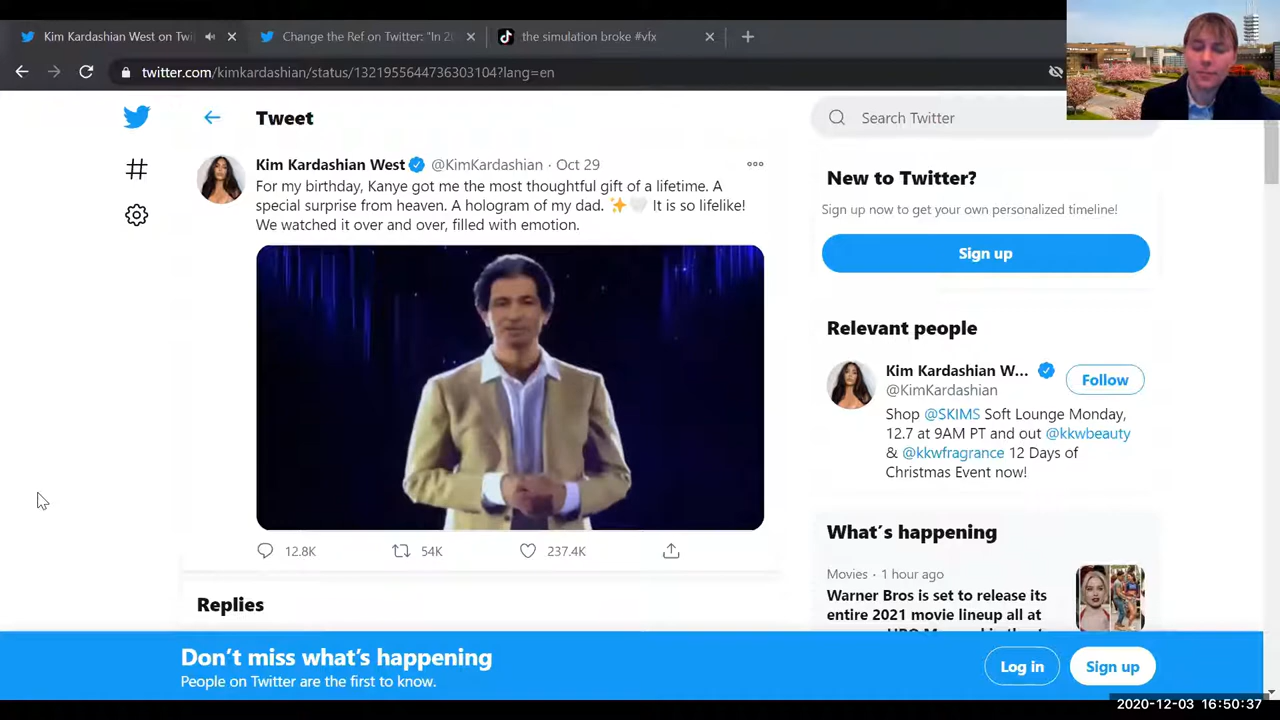 Kim Kardashian West on Twi
Change the Ref on Twitter: "In 2
the simulation broke #vfx
twitter.com/kimkardashian/status/1321955644736303104?lang=en
Tweet
Search Twitter
Kim Kardashian West @KimKardashian · Oct 29
For my birthday, Kanye got me the most thoughtful gift of a lifetime. A
special surprise from heaven. A hologram of my dad. ✨🤍 It is so lifelike!
We watched it over and over, filled with emotion.
12.8K
54K
237.4K
Replies
New to Twitter?
Sign up now to get your own personalized timeline!
Sign up
Relevant people
Kim Kardashian W...
@KimKardashian
Follow
Shop @SKIMS Soft Lounge Monday,
12.7 at 9AM PT and out @kkwbeauty
& @kkwfragrance 12 Days of
Christmas Event now!
What's happening
Movies · 1 hour ago
Warner Bros is set to release its
entire 2021 movie lineup all at
Don't miss what's happening
People on Twitter are the first to know.
Log in
Sign up
2020-12-03 16:50:37